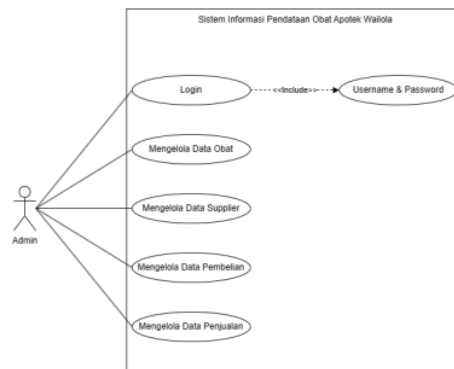 Sistem Informasi Pendataan Obat Apotek Wailola
Login
<<Include>>
Username & Password
Mengelola Data Obat
Mengelola Data Supplier
Admin
Mengelola Data Pembelian
Mengelola Data Penjualan